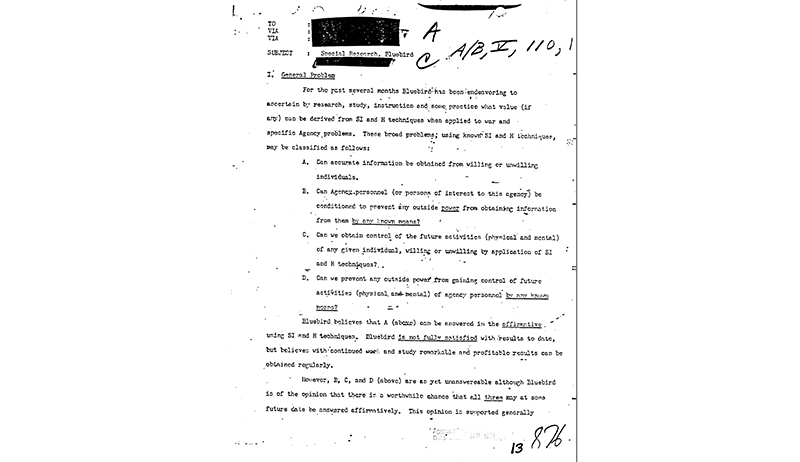 TO :
VIA :
VIA :
A
C A/B, V, 110, 1
SUBJECT : Special Research, Bluebird
I. General Problem
For the past several months Bluebird has been endeavoring to
ascertain by research, study, instruction and some practice what value (if
any) can be derived from SI and H techniques when applied to war and
specific Agency problems. These broad problems, using known SI and H techniques,
may be classified as follows:
A. Can accurate information be obtained from willing or unwilling
individuals.
B. Can Agency personnel (or persons of interest to this agency) be
conditioned to prevent any outside power from obtaining information
from them by any known means?
C. Can we obtain control of the future activities (physical and mental)
of any given individual, willing or unwilling by application of SI
and H techniques?
D. Can we prevent any outside power from gaining control of future
activities (physical and mental) of agency personnel by any known
means?
Bluebird believes that A (above) can be answered in the affirmative
using SI and H techniques. Bluebird is not fully satisfied with results to date,
but believes with continued work and study remarkable and profitable results can be
obtained regularly.
However, B, C, and D (above) are as yet unanswereable although Bluebird
is of the opinion that there is a worthwhile chance that all three may at some
future date be answered affirmatively. This opinion is supported generally
13 876